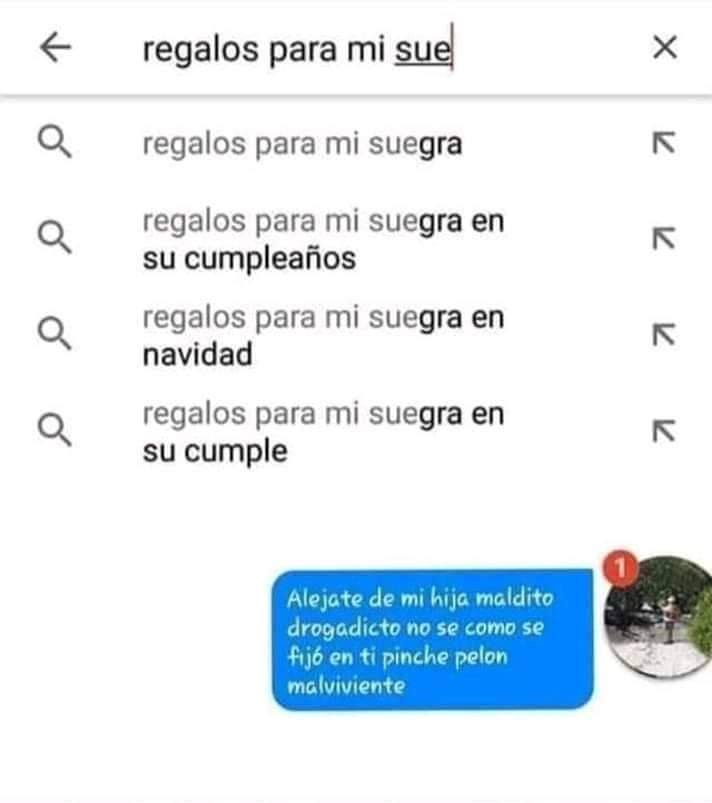 regalos para mi sue
regalos para mi suegra
regalos para mi suegra en
su cumpleaños
regalos para mi suegra en
navidad
regalos para mi suegra en
su cumple
1
Alejate de mi hija maldito
drogadicto no se como se
fijó en ti pinche pelon
malviviente